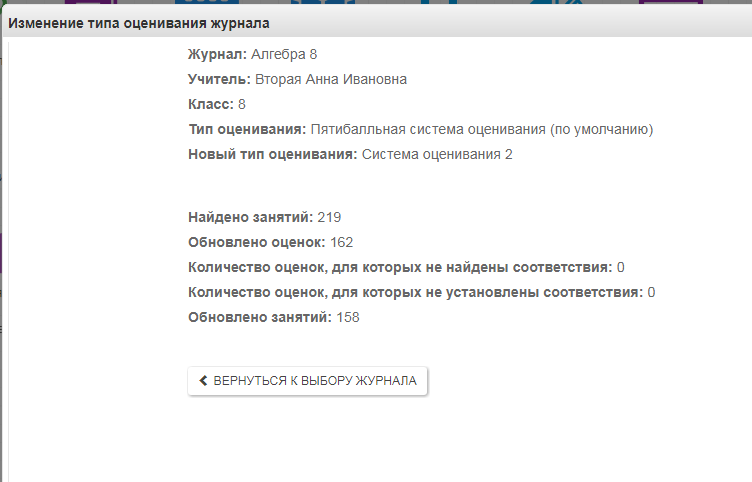 Изменение типа оценивания журнала
Журнал: Алгебра 8
Учитель: Вторая Анна Ивановна
Класс: 8
Тип оценивания: Пятибалльная система оценивания (по умолчанию)
Новый тип оценивания: Система оценивания 2
Найдено занятий: 219
Обновлено оценок: 162
Количество оценок, для которых не найдены соответствия: 0
Количество оценок, для которых не установлены соответствия: 0
Обновлено занятий: 158
ВЕРНУТЬСЯ К ВЫБОРУ ЖУРНАЛА